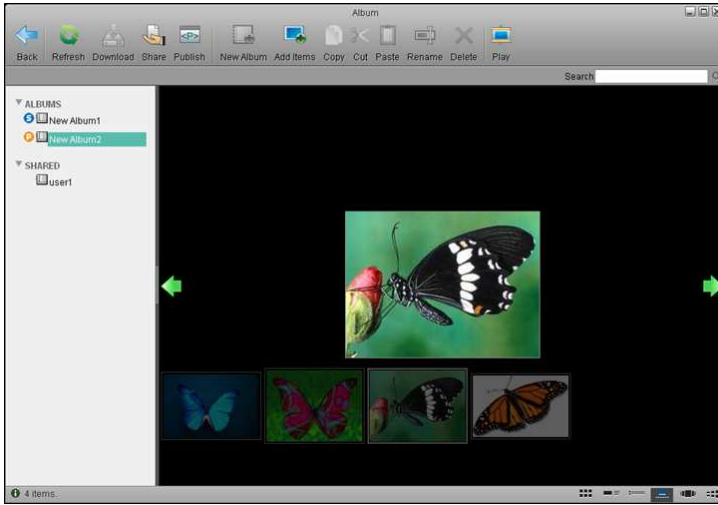 Album
Back Refresh Download Share Publish New Album Add Items Copy Cut Paste Rename Delete Play
Search
ALBUMS
S New Album1
P New Album2
SHARED
user1
4 items.